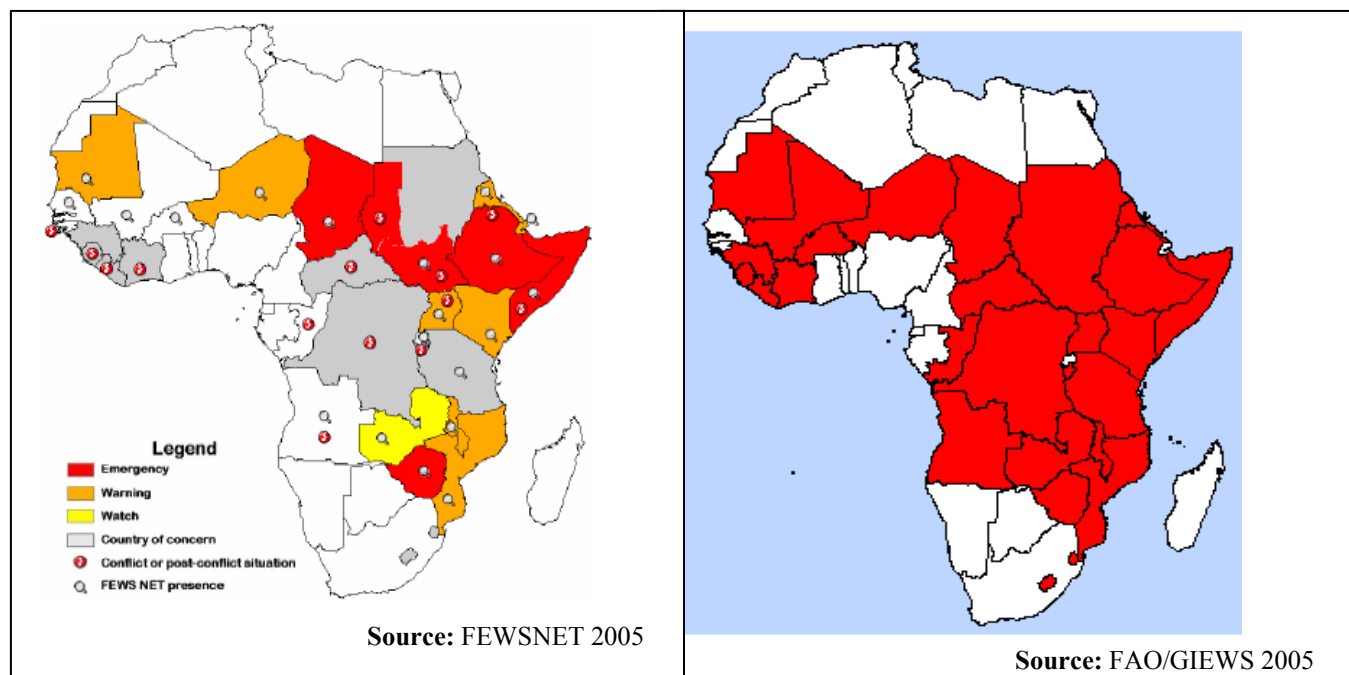 Legend
Emergency
Warning
Watch
Country of concern
Conflict or post-conflict situation
FEWS NET presence
Source: FEWSNET 2005
Source: FAO/GIEWS 2005